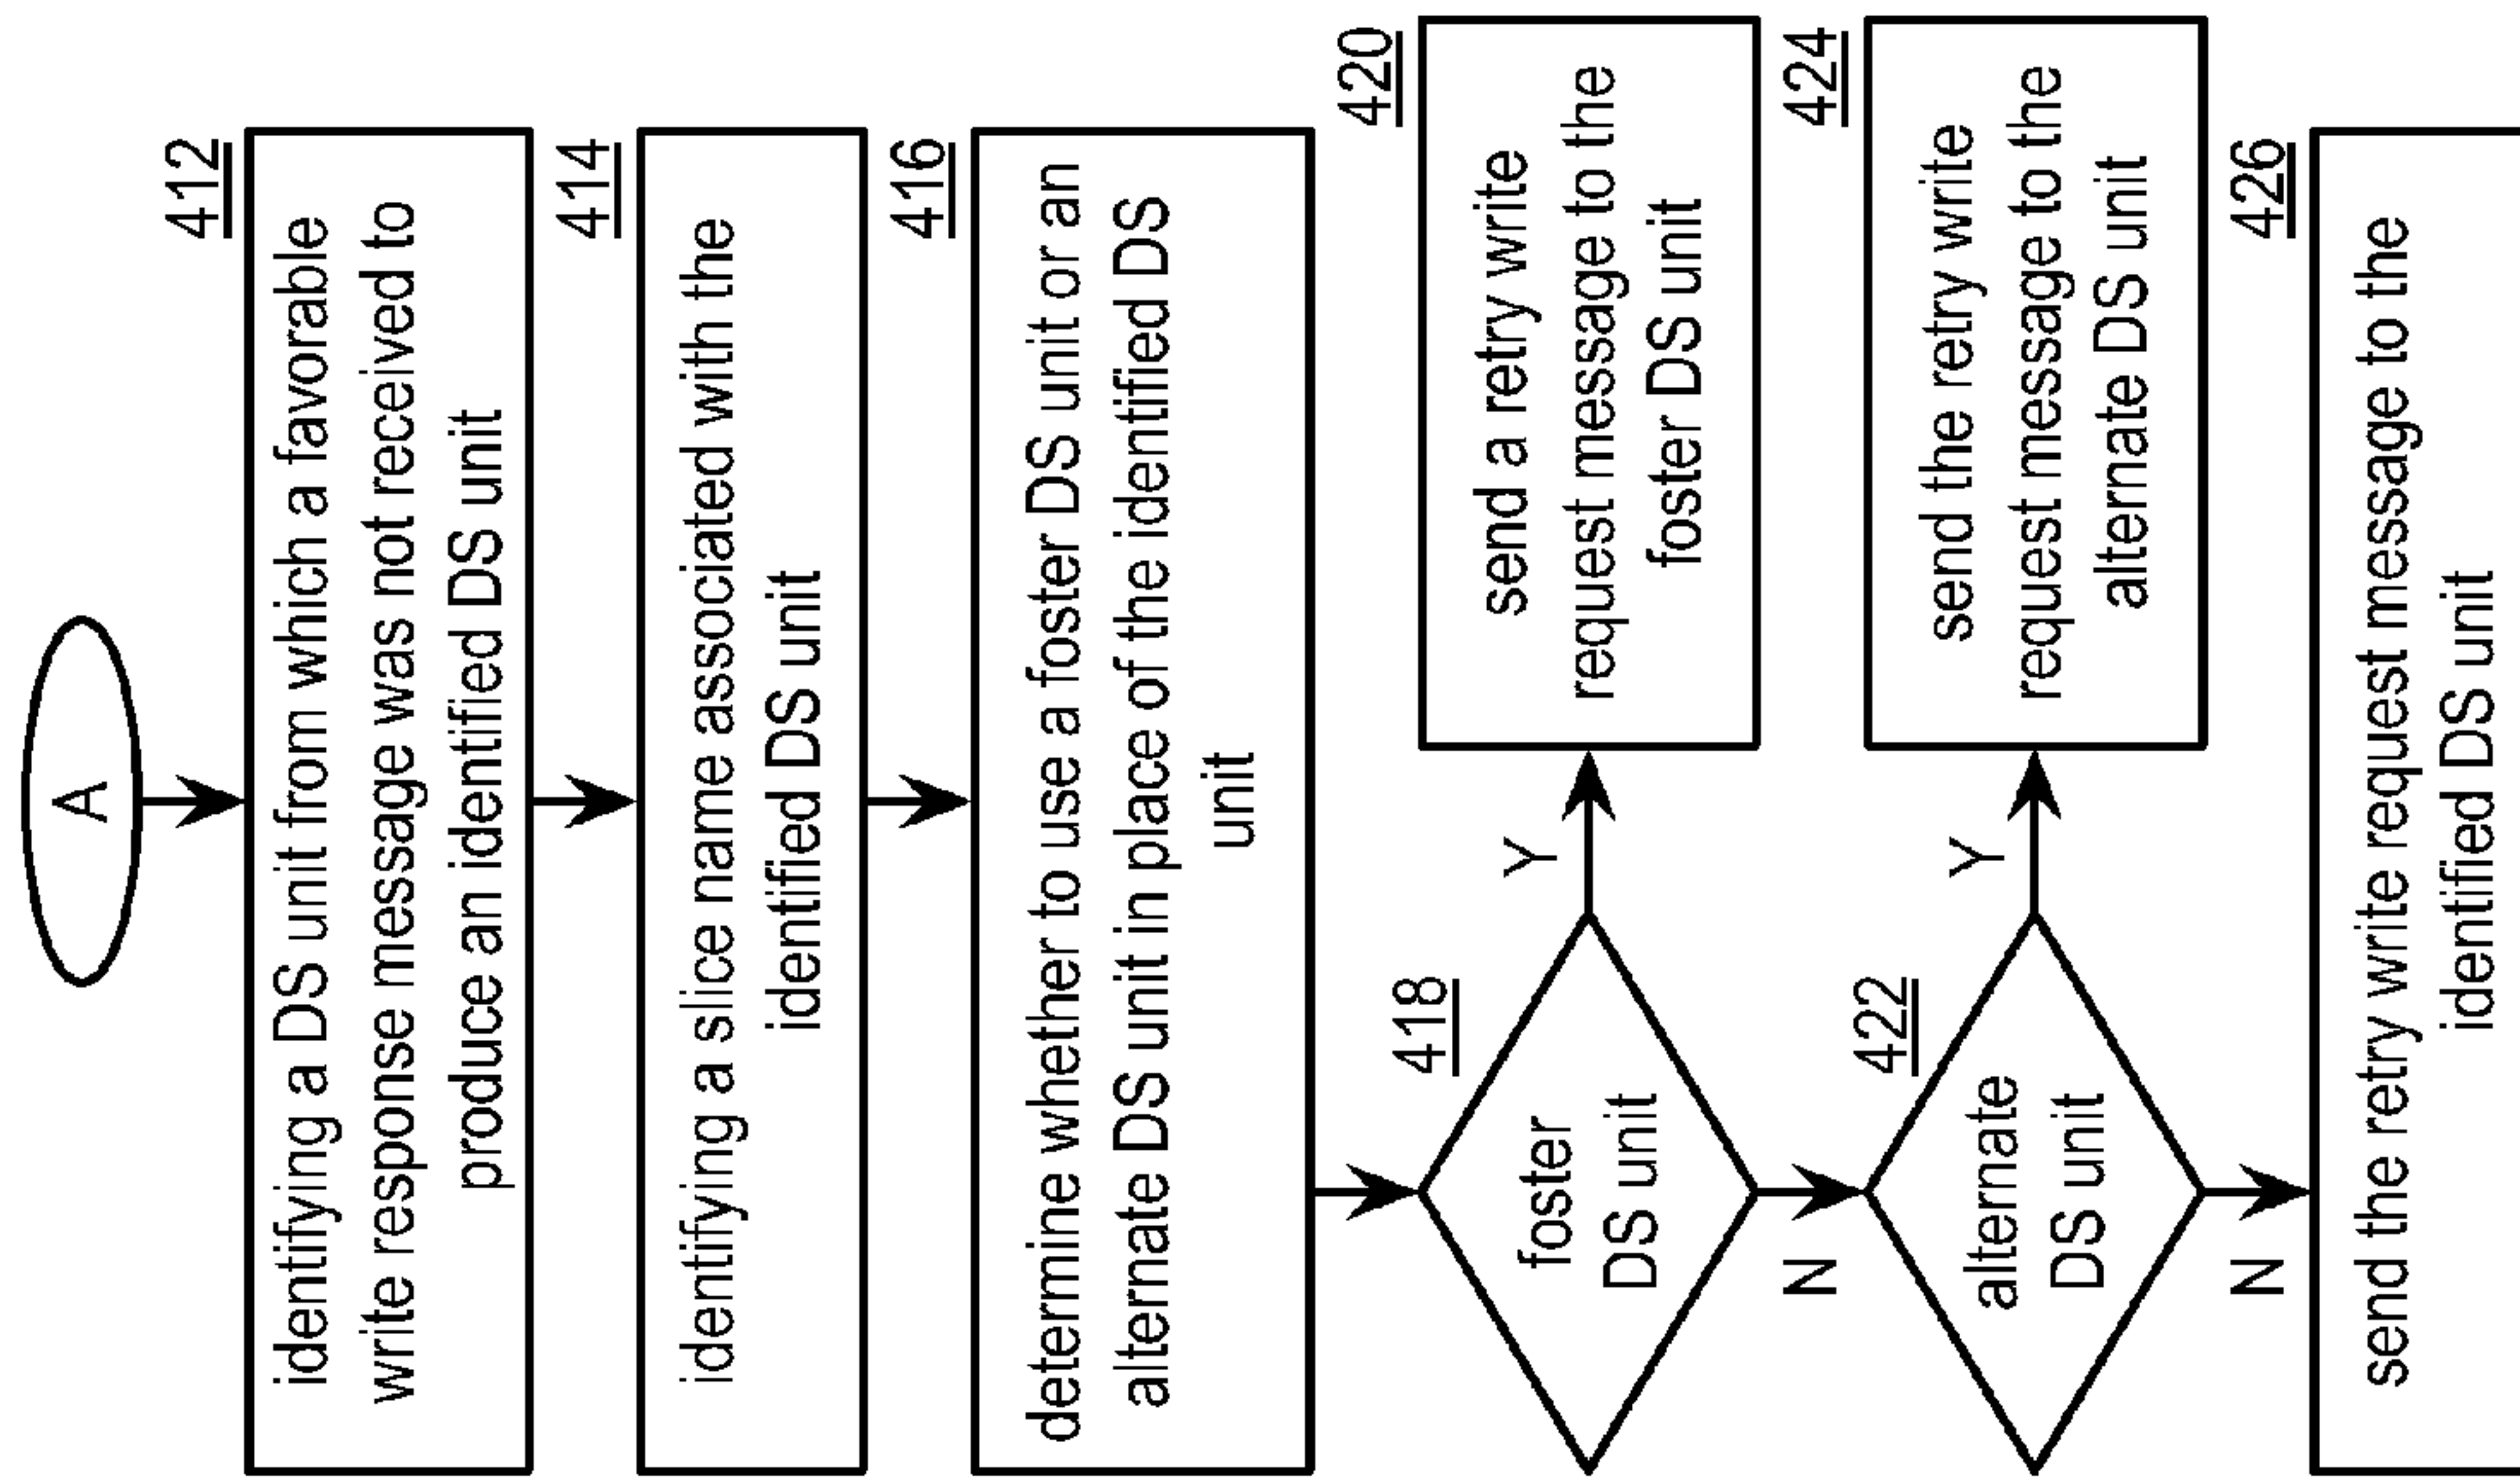 A
412
identifying a DS unit from which a favorable
write response message was not received to
produce an identified DS unit
414
identifying a slice name associated with the
identified DS unit
416
determine whether to use a foster DS unit or an
alternate DS unit in place of the identified DS
unit
418
foster
DS unit
Y
420
send a retry write
request message to the
foster DS unit
N
422
alternate
DS unit
Y
424
send the retry write
request message to the
alternate DS unit
N
426
send the retry write request message to the
identified DS unit